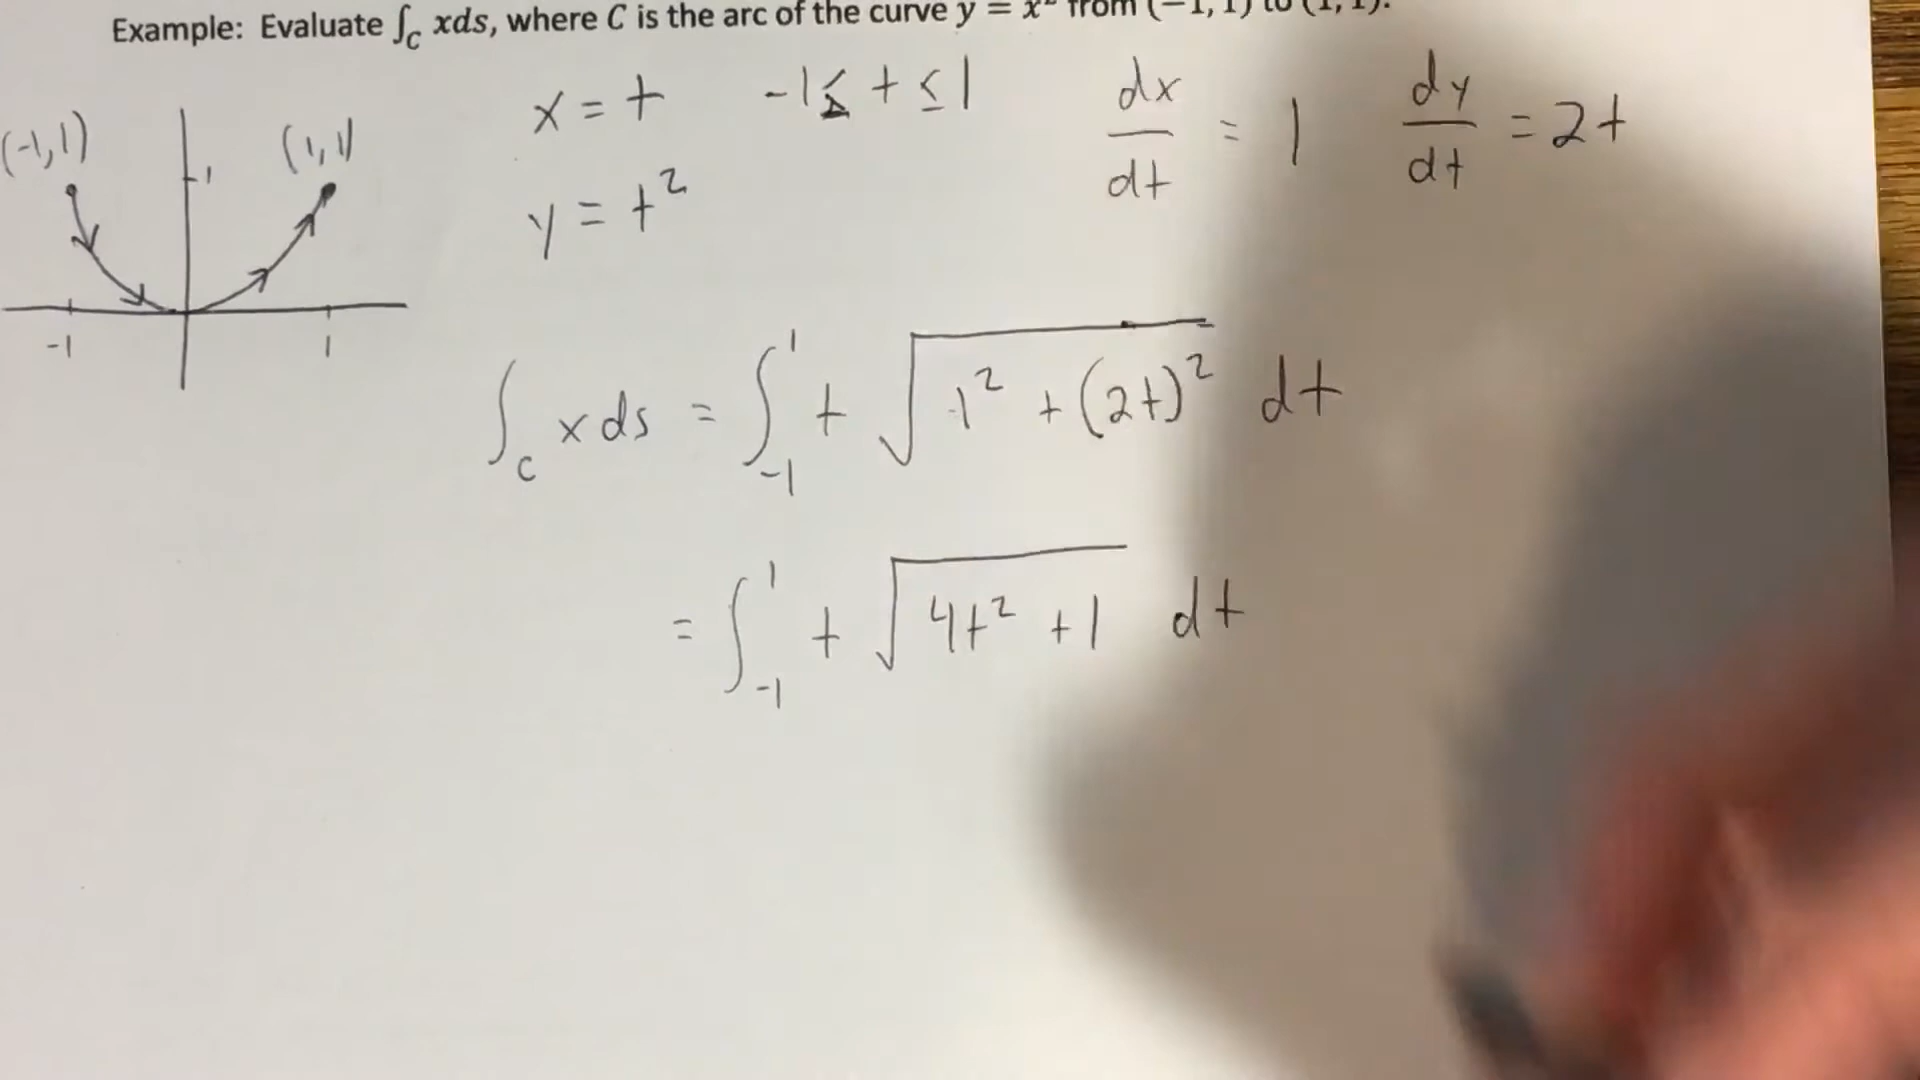 Example: Evaluate ∫_C xds, where C is the arc of the curve y = x² from (−1, 1) to (1, 1).
x = t   -1 ≤ t ≤ 1   dx/dt = 1   dy/dt = 2t
y = t²
(-1,1)   (1,1)
1
-1   1
∫_C x ds = ∫_{-1}^{1} t √(1² + (2t)²) dt
= ∫_{-1}^{1} t √(4t² + 1) dt